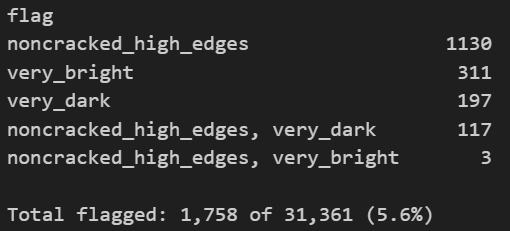 flag
noncracked_high_edges 1130
very_bright 311
very_dark 197
noncracked_high_edges, very_dark 117
noncracked_high_edges, very_bright 3
Total flagged: 1,758 of 31,361 (5.6%)